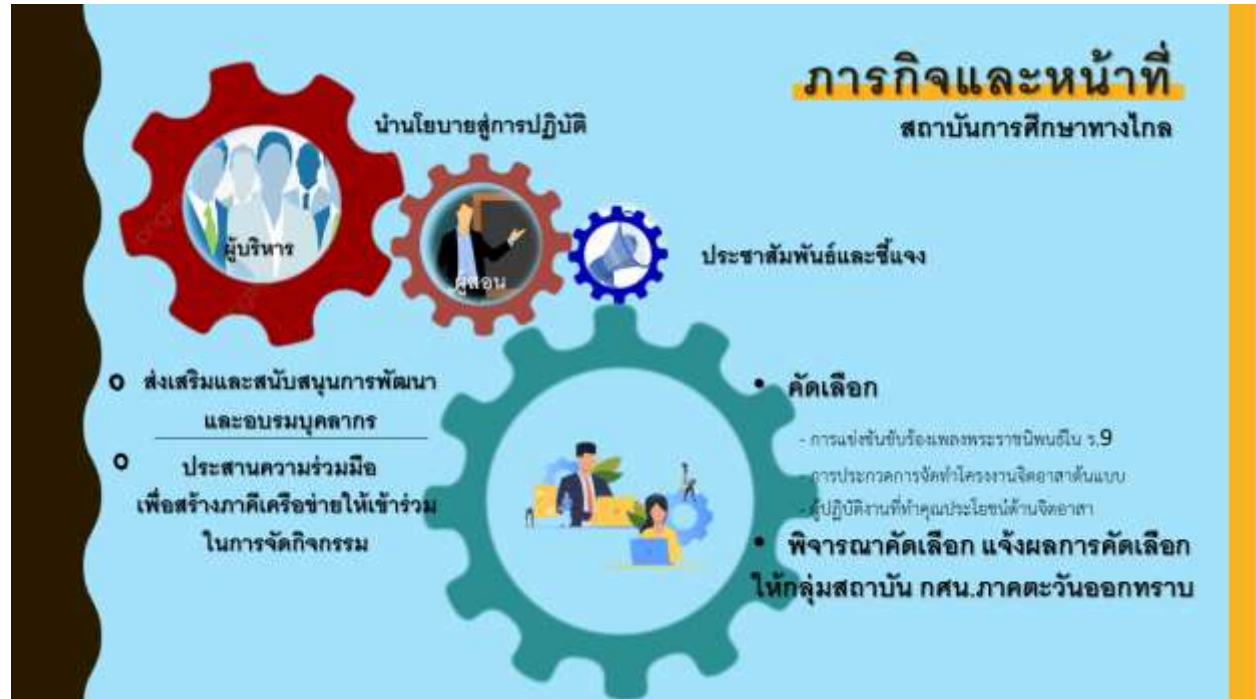 ภารกิจและหน้าที่
สถาบันการศึกษาทางไกล
นำนโยบายสู่การปฏิบัติ
ผู้บริหาร
ผู้สอน
ประชาสัมพันธ์และชี้แจง
o ส่งเสริมและสนับสนุนการพัฒนา
และอบรมบุคลากร
o ประสานความร่วมมือ
เพื่อสร้างภาคีเครือข่ายให้เข้าร่วม
ในการจัดกิจกรรม
• คัดเลือก
- การแข่งขันขับร้องเพลงพระราชนิพนธ์ใน ร.9
- การประกวดการจัดทำโครงงานจิตอาสาต้นแบบ
- ผู้ปฏิบัติงานที่ทำคุณประโยชน์ด้านจิตอาสา
• พิจารณาคัดเลือก แจ้งผลการคัดเลือก
ให้กลุ่มสถาบัน กศน.ภาคตะวันออกทราบ